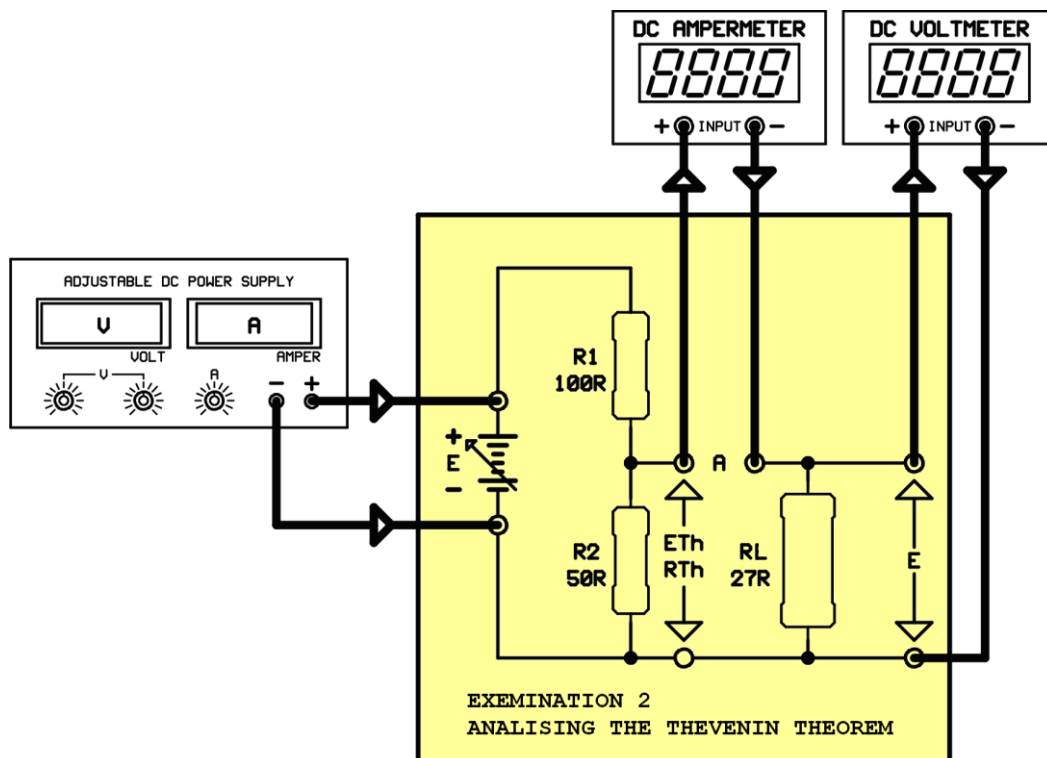 DC AMPERMETER
8888
+ INPUT -
DC VOLTMETER
8888
+ INPUT -
ADJUSTABLE DC POWER SUPPLY
V
A
VOLT
AMPER
V
A
- +
R1
100R
+
E
-
A
R2
50R
ETh
RTh
RL
27R
E
EXEMINATION 2
ANALISING THE THEVENIN THEOREM